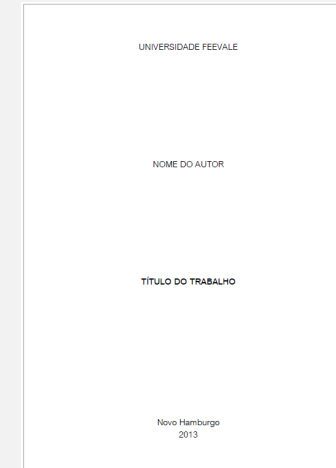 UNIVERSIDADE FEEVALE
NOME DO AUTOR
TÍTULO DO TRABALHO
Novo Hamburgo
2013